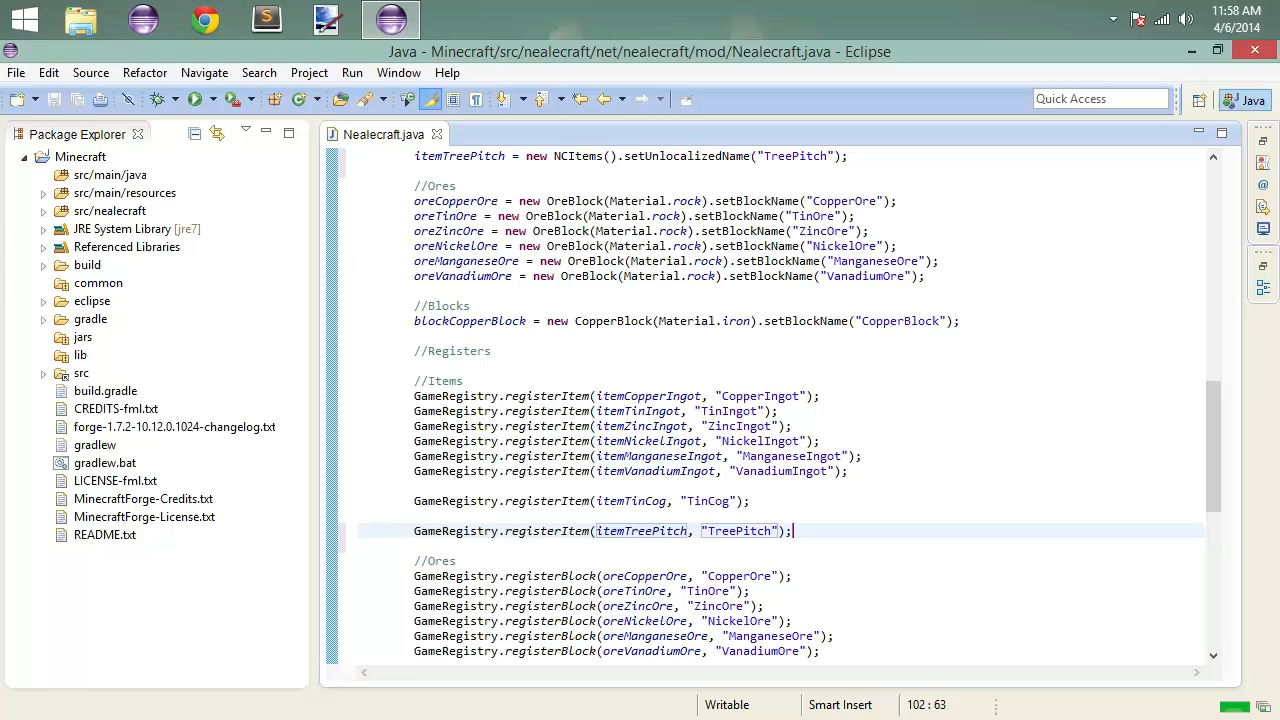 11:58 AM
4/6/2014
Java - Minecraft/src/nealecraft/net/nealecraft/mod/Nealecraft.java - Eclipse
File Edit Source Refactor Navigate Search Project Run Window Help
Quick Access
Java
Package Explorer
Nealecraft.java
Minecraft
src/main/java
src/main/resources
src/nealecraft
JRE System Library [jre7]
Referenced Libraries
build
common
eclipse
gradle
jars
lib
src
build.gradle
CREDITS-fml.txt
forge-1.7.2-10.12.0.1024-changelog.txt
gradlew
gradlew.bat
LICENSE-fml.txt
MinecraftForge-Credits.txt
MinecraftForge-License.txt
README.txt
itemTreePitch = new NCItems().setUnlocalizedName("TreePitch");
//Ores
oreCopperOre = new OreBlock(Material.rock).setBlockName("CopperOre");
oreTinOre = new OreBlock(Material.rock).setBlockName("TinOre");
oreZincOre = new OreBlock(Material.rock).setBlockName("ZincOre");
oreNickelOre = new OreBlock(Material.rock).setBlockName("NickelOre");
oreManganeseOre = new OreBlock(Material.rock).setBlockName("ManganeseOre");
oreVanadiumOre = new OreBlock(Material.rock).setBlockName("VanadiumOre");
//Blocks
blockCopperBlock = new CopperBlock(Material.iron).setBlockName("CopperBlock");
//Registers
//Items
GameRegistry.registerItem(itemCopperIngot, "CopperIngot");
GameRegistry.registerItem(itemTinIngot, "TinIngot");
GameRegistry.registerItem(itemZincIngot, "ZincIngot");
GameRegistry.registerItem(itemNickelIngot, "NickelIngot");
GameRegistry.registerItem(itemManganeseIngot, "ManganeseIngot");
GameRegistry.registerItem(itemVanadiumIngot, "VanadiumIngot");
GameRegistry.registerItem(itemTinCog, "TinCog");
GameRegistry.registerItem(itemTreePitch, "TreePitch");
//Ores
GameRegistry.registerBlock(oreCopperOre, "CopperOre");
GameRegistry.registerBlock(oreTinOre, "TinOre");
GameRegistry.registerBlock(oreZincOre, "ZincOre");
GameRegistry.registerBlock(oreNickelOre, "NickelOre");
GameRegistry.registerBlock(oreManganeseOre, "ManganeseOre");
GameRegistry.registerBlock(oreVanadiumOre, "VanadiumOre");
Writable Smart Insert 102 : 63